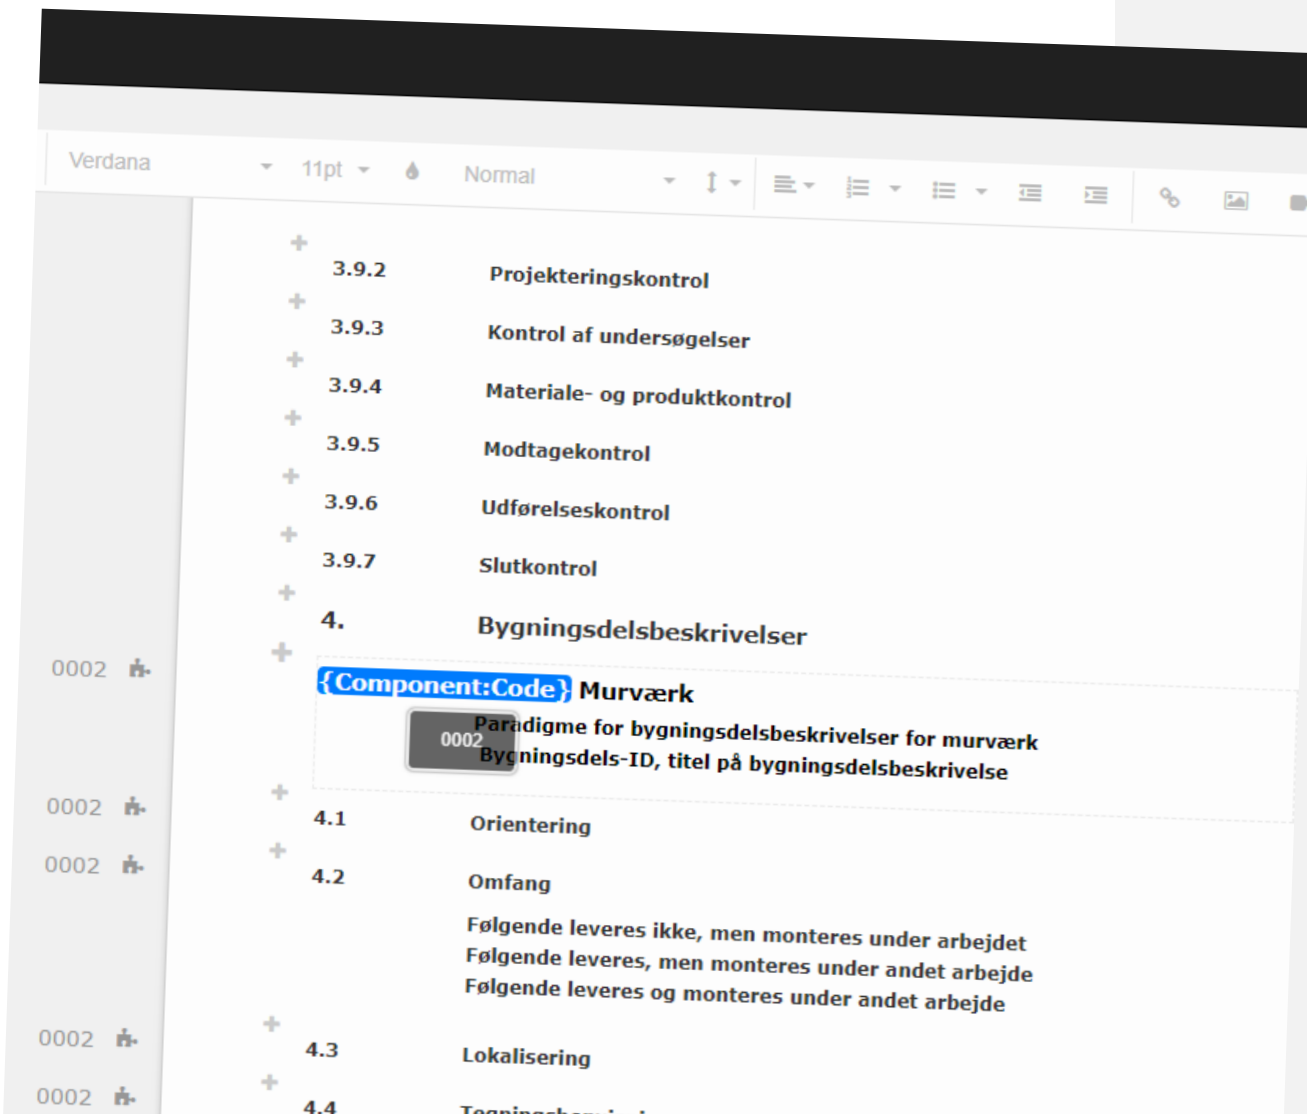 Verdana 11pt Normal
3.9.2 Projekteringskontrol
3.9.3 Kontrol af undersøgelser
3.9.4 Materiale- og produktkontrol
3.9.5 Modtagekontrol
3.9.6 Udførelseskontrol
3.9.7 Slutkontrol
4. Bygningsdelsbeskrivelser
0002 {Component:Code} Murværk
Paradigme for bygningsdelsbeskrivelser for murværk
0002
Bygningsdels-ID, titel på bygningsdelsbeskrivelse
0002 4.1 Orientering
0002 4.2 Omfang
Følgende leveres ikke, men monteres under arbejdet
Følgende leveres, men monteres under andet arbejde
Følgende leveres og monteres under andet arbejde
0002 4.3 Lokalisering
0002 4.4